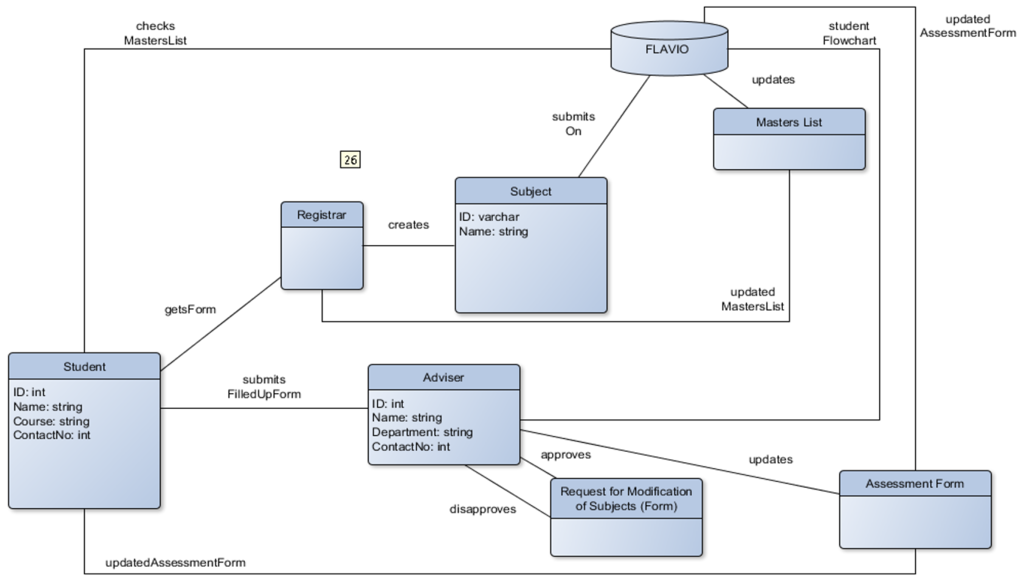 checks
MastersList
FLAVIO
student
Flowchart
updated
AssessmentForm
updates
submits
On
Masters List
26
Subject
ID: varchar
Name: string
Registrar
creates
updated
MastersList
getsForm
Student
ID: int
Name: string
Course: string
ContactNo: int
submits
FilledUpForm
Adviser
ID: int
Name: string
Department: string
ContactNo: int
approves
updates
disapproves
Request for Modification
of Subjects (Form)
Assessment Form
updatedAssessmentForm